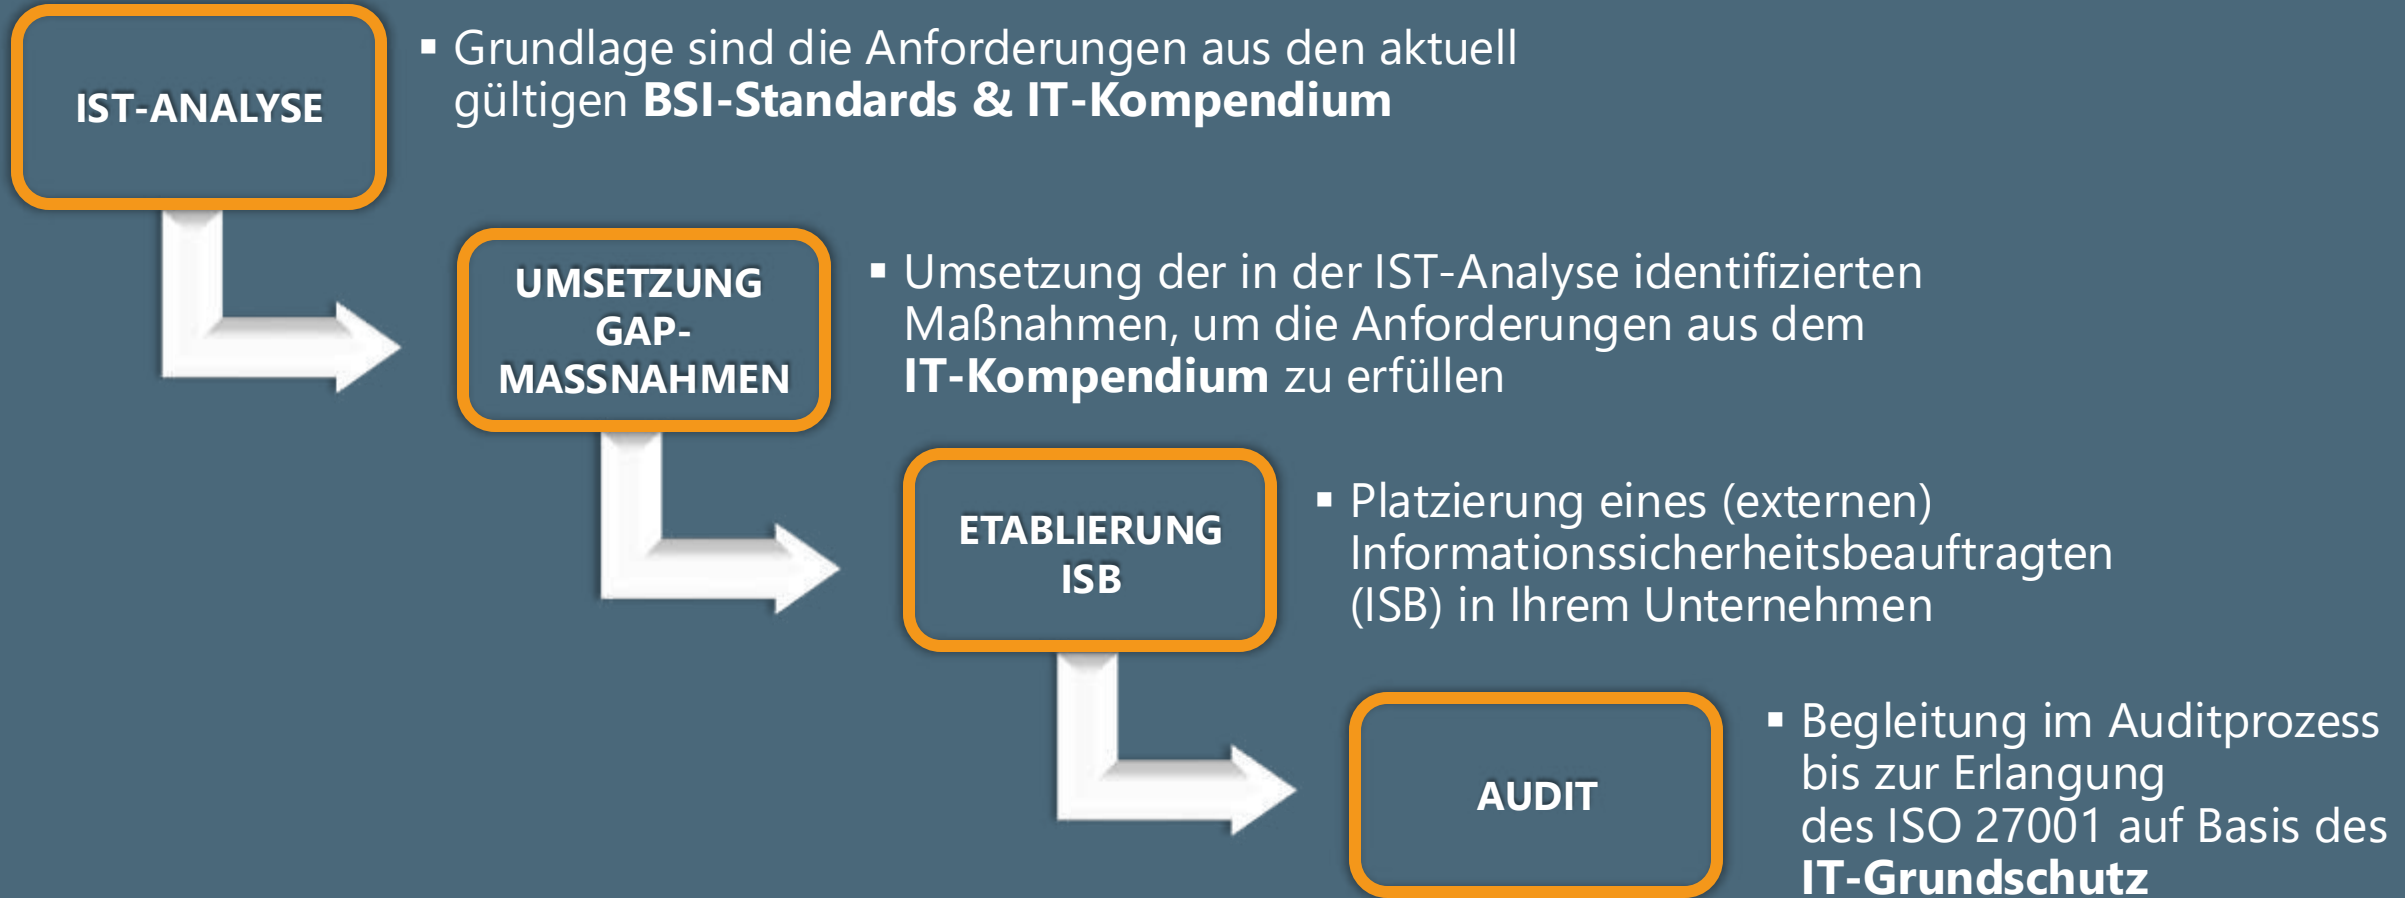 IST-ANALYSE
▪ Grundlage sind die Anforderungen aus den aktuell
gültigen BSI-Standards & IT-Kompendium
UMSETZUNG
GAP-
MASSNAHMEN
▪ Umsetzung der in der IST-Analyse identifizierten
Maßnahmen, um die Anforderungen aus dem
IT-Kompendium zu erfüllen
ETABLIERUNG
ISB
▪ Platzierung eines (externen)
Informationssicherheitsbeauftragten
(ISB) in Ihrem Unternehmen
AUDIT
▪ Begleitung im Auditprozess
bis zur Erlangung
des ISO 27001 auf Basis des
IT-Grundschutz